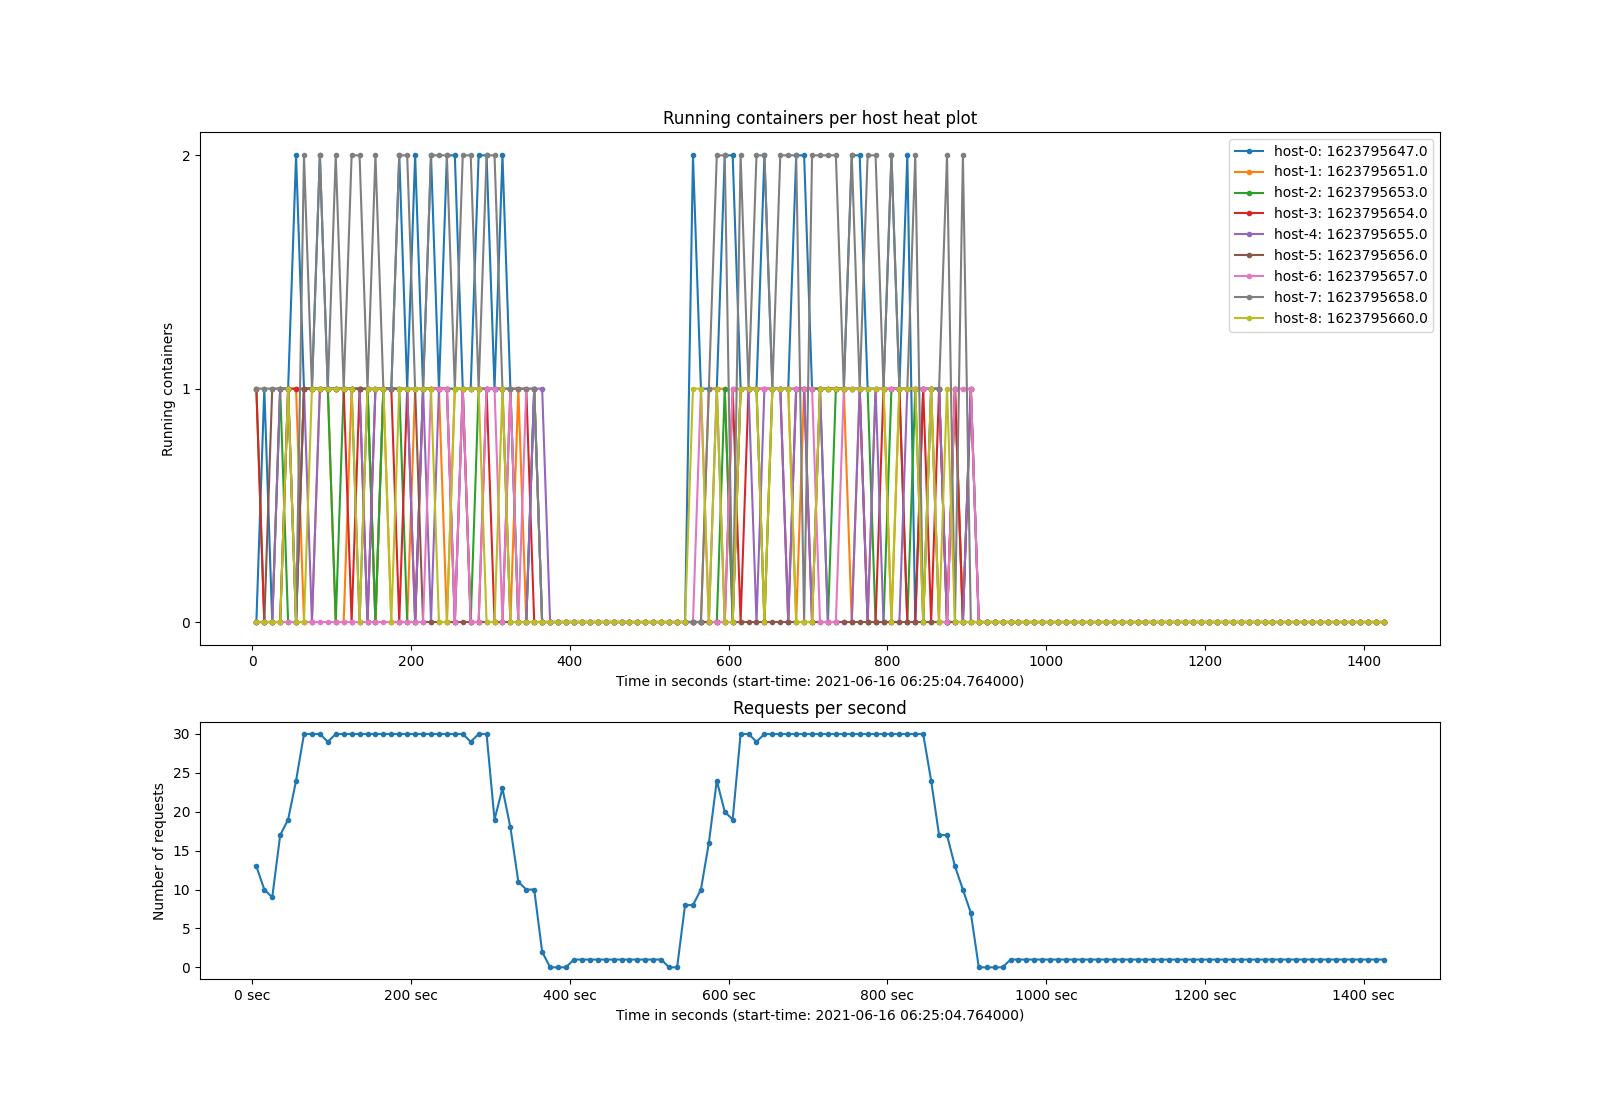 Running containers per host heat plot
2
1
0
Running containers
host-0: 1623795647.0
host-1: 1623795651.0
host-2: 1623795653.0
host-3: 1623795654.0
host-4: 1623795655.0
host-5: 1623795656.0
host-6: 1623795657.0
host-7: 1623795658.0
host-8: 1623795660.0
0 200 400 600 800 1000 1200 1400
Time in seconds (start-time: 2021-06-16 06:25:04.764000)
Requests per second
30
25
20
15
10
5
0
Number of requests
0 sec 200 sec 400 sec 600 sec 800 sec 1000 sec 1200 sec 1400 sec
Time in seconds (start-time: 2021-06-16 06:25:04.764000)